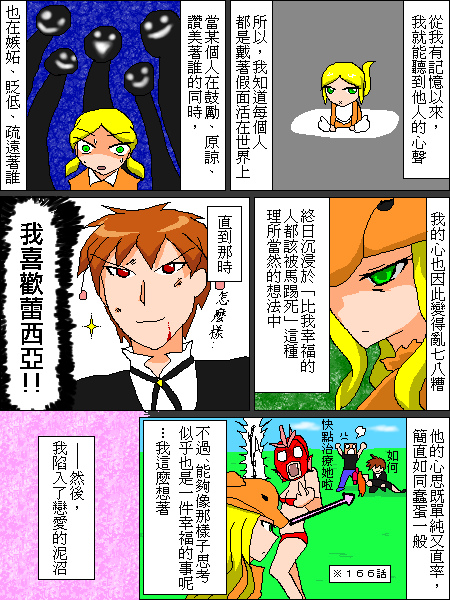 從我有記憶以來，
我就能聽到他人的心聲
所以，我知道每個人
都是戴著假面活在世界上
當某個人在鼓勵、原諒、
讚美著誰的同時，
也在嫉妒、貶低、疏遠著誰
我的心也因此變得亂七八糟
終日沉浸於「比我幸福的
人都該被馬踢死」這種
理所當然的想法中
直到那時
怎麼樣…
我喜歡蕾西亞!!
他的心思既單純又直率，
簡直如同蠢蛋一般
如何
快點治療她啦
不過、能夠像那樣子思考
似乎也是一件幸福的事呢
…我這麼想著
※166話
——然後，
我陷入了戀愛的泥沼